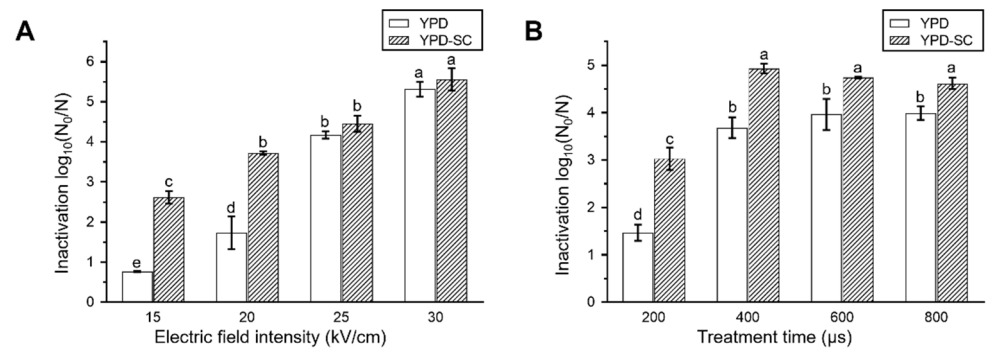 A
YPD
YPD-SC
Inactivation log10(N0/N)
6
5
4
3
2
1
0
e
c
d
b
b
b
a
a
15
20
25
30
Electric field intensity (kV/cm)
B
YPD
YPD-SC
Inactivation log10(N0/N)
5
4
3
2
1
0
d
c
b
a
b
a
b
a
200
400
600
800
Treatment time (μs)